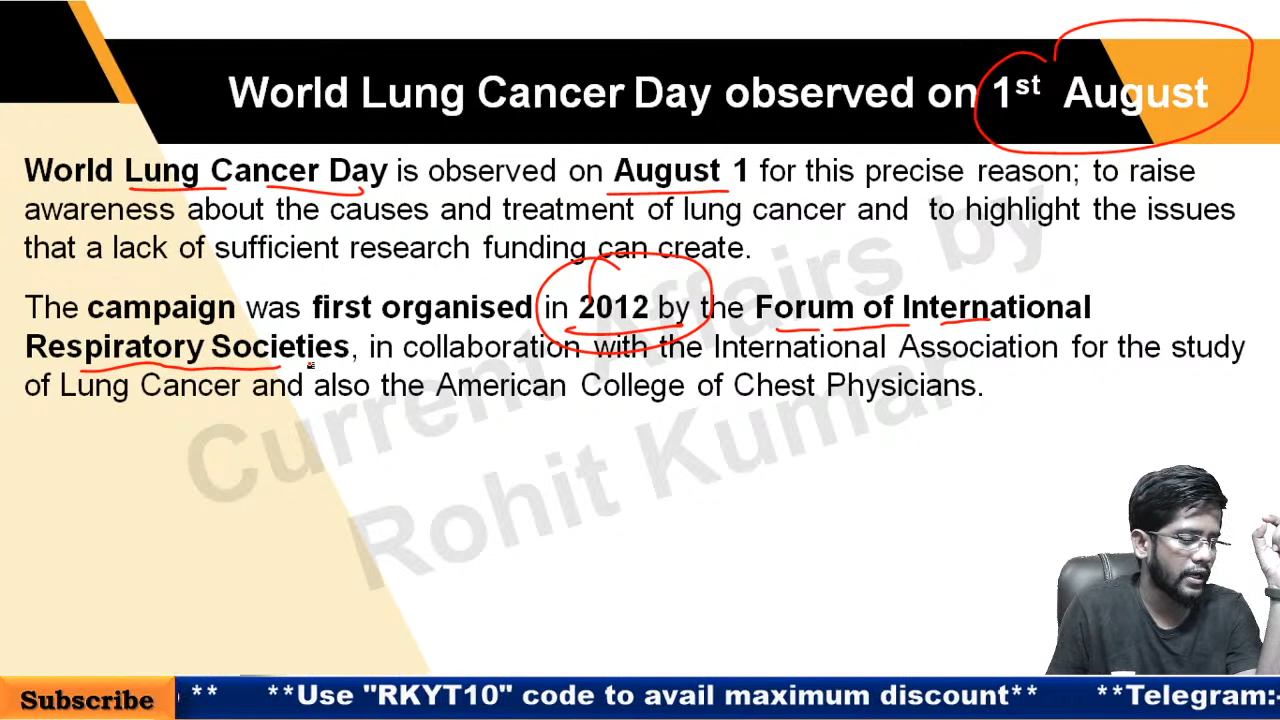 World Lung Cancer Day observed on 1st August
World Lung Cancer Day is observed on August 1 for this precise reason; to raise
awareness about the causes and treatment of lung cancer and to highlight the issues
that a lack of sufficient research funding can create.
The campaign was first organised in 2012 by the Forum of International
Respiratory Societies, in collaboration with the International Association for the study
of Lung Cancer and also the American College of Chest Physicians.
Current Affairs by
Rohit Kumar
Subscribe
** **Use "RKYT10" code to avail maximum discount** **Telegram:-